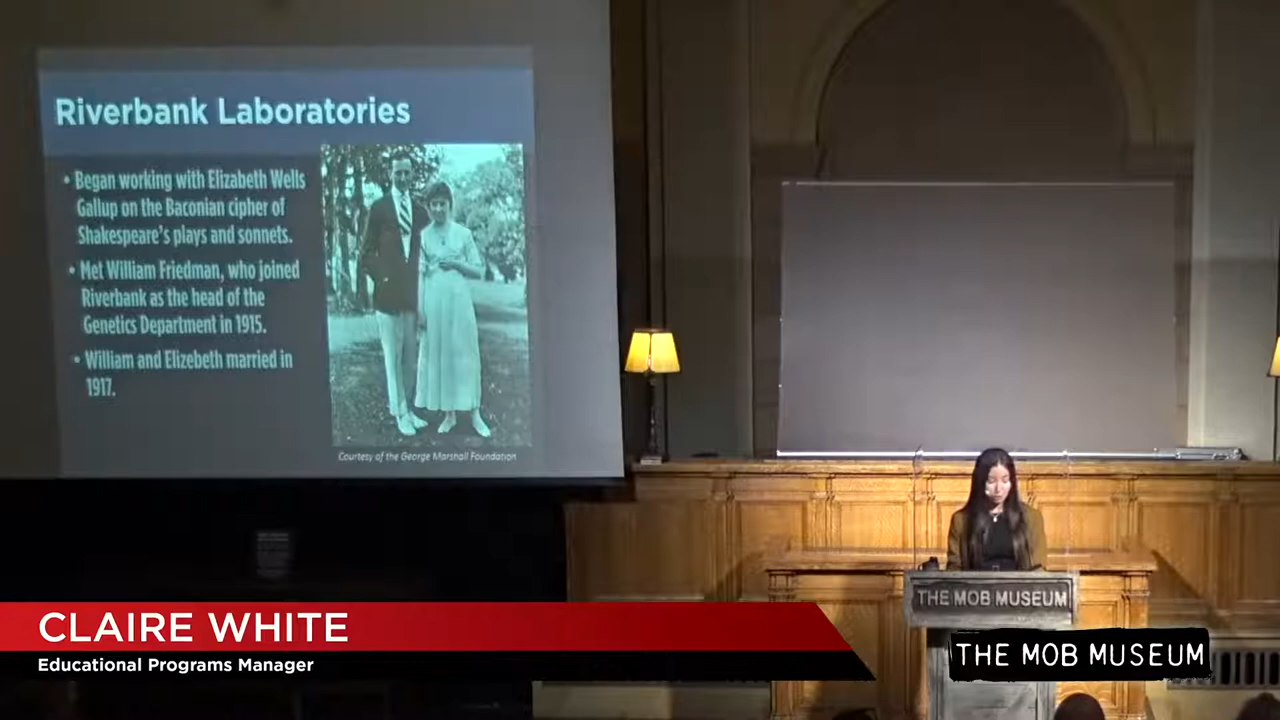 Riverbank Laboratories
• Began working with Elizabeth Wells
Gallup on the Baconian cipher of
Shakespeare's plays and sonnets.
• Met William Friedman, who joined
Riverbank as the head of the
Genetics Department in 1915.
• William and Elizebeth married in
1917.
Courtesy of the George Marshall Foundation
THE MOB MUSEUM
CLAIRE WHITE
Educational Programs Manager
THE MOB MUSEUM